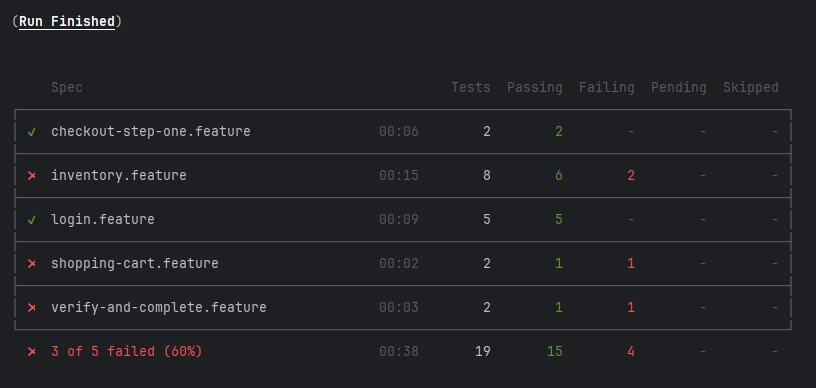 (Run Finished)
Spec Tests Passing Failing Pending Skipped
✓ checkout-step-one.feature 00:06 2 2 - - -
✗ inventory.feature 00:15 8 6 2 - -
✓ login.feature 00:09 5 5 - - -
✗ shopping-cart.feature 00:02 2 1 1 - -
✗ verify-and-complete.feature 00:03 2 1 1 - -
✗ 3 of 5 failed (60%) 00:38 19 15 4 - -